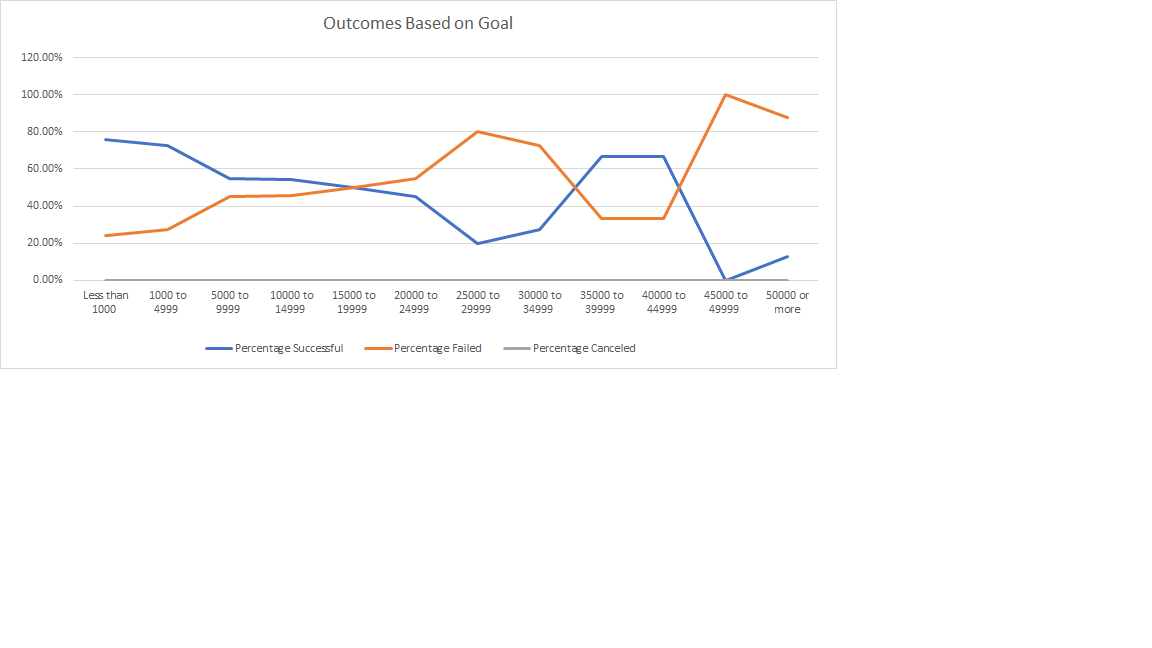 Outcomes Based on Goal
120.00%
100.00%
80.00%
60.00%
40.00%
20.00%
0.00%
Less than 1000
1000 to 4999
5000 to 9999
10000 to 14999
15000 to 19999
20000 to 24999
25000 to 29999
30000 to 34999
35000 to 39999
40000 to 44999
45000 to 49999
50000 or more
Percentage Successful
Percentage Failed
Percentage Canceled